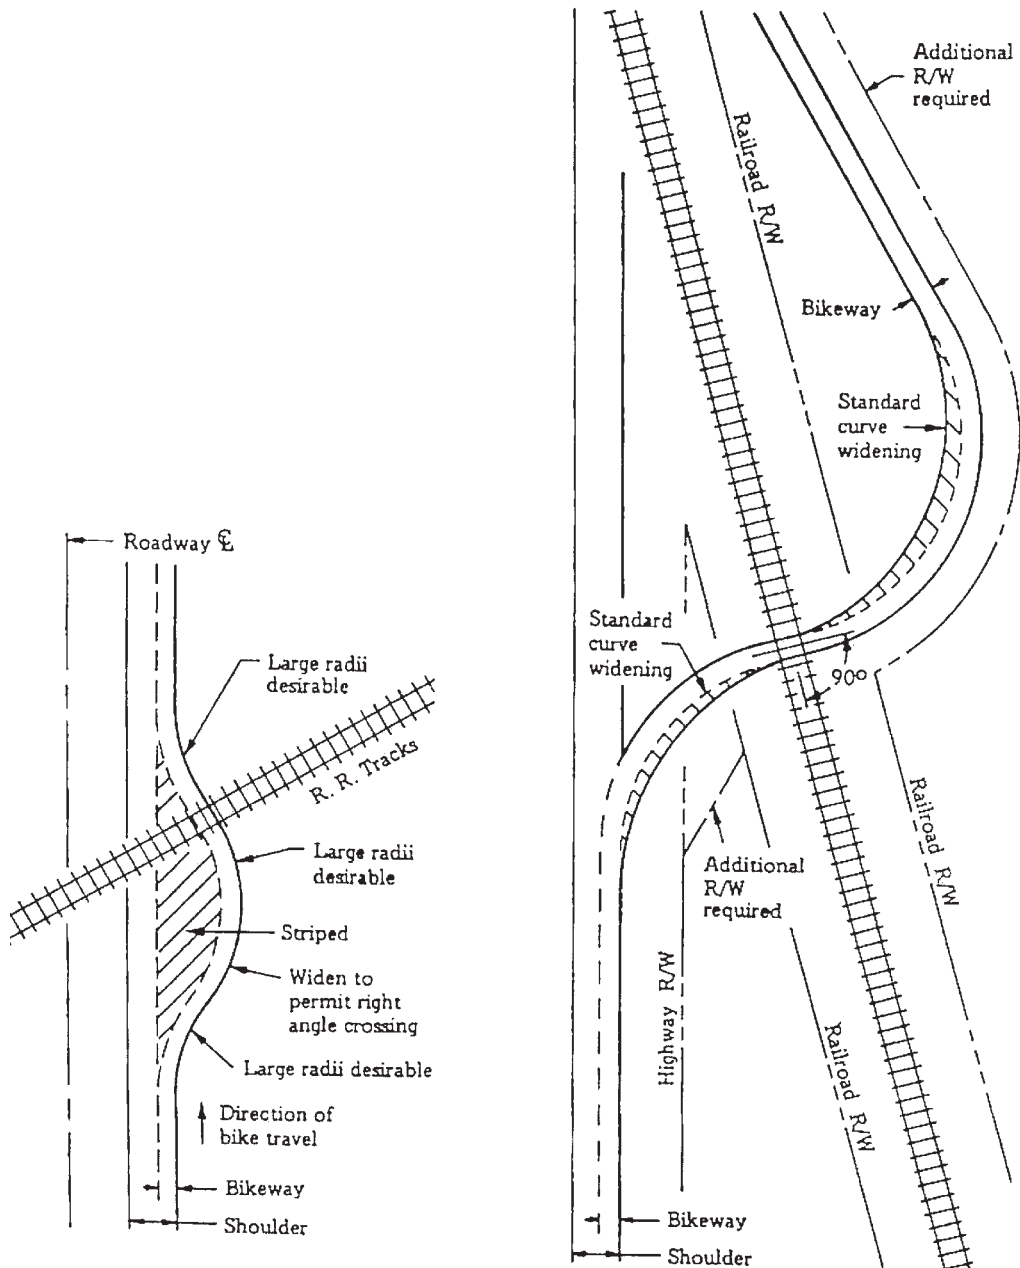 Roadway ℄
Large radii
desirable
R. R. Tracks
Large radii
desirable
Striped
Widen to
permit right
angle crossing
Large radii desirable
Direction of
bike travel
Bikeway
Shoulder
Additional
R/W
required
Railroad R/W
Bikeway
Standard
curve
widening
Standard
curve
widening
90°
Railroad R/W
Additional
R/W
required
Highway R/W
Railroad R/W
Bikeway
Shoulder